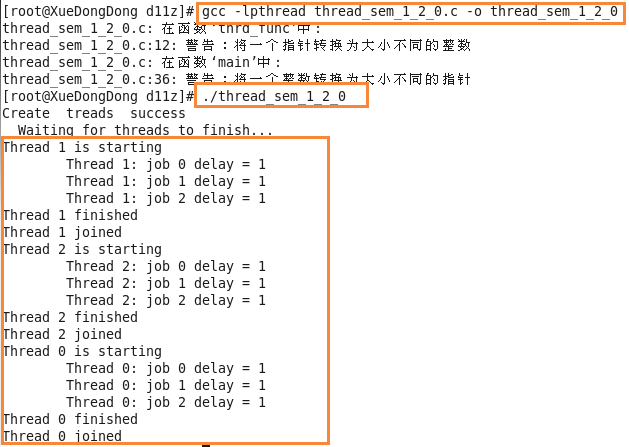 [root@XueDongDong d11z]# gcc -lpthread thread_sem_1_2_0.c -o thread_sem_1_2_0
thread_sem_1_2_0.c: 在函数‘thrd_func’中：
thread_sem_1_2_0.c:12: 警告：将一个指针转换为大小不同的整数
thread_sem_1_2_0.c: 在函数‘main’中：
thread_sem_1_2_0.c:36: 警告：将一个整数转换为大小不同的指针
[root@XueDongDong d11z]# ./thread_sem_1_2_0
Create  treads  success
  Waiting for threads to finish...
Thread 1 is starting
        Thread 1: job 0 delay = 1
        Thread 1: job 1 delay = 1
        Thread 1: job 2 delay = 1
Thread 1 finished
Thread 1 joined
Thread 2 is starting
        Thread 2: job 0 delay = 1
        Thread 2: job 1 delay = 1
        Thread 2: job 2 delay = 1
Thread 2 finished
Thread 2 joined
Thread 0 is starting
        Thread 0: job 0 delay = 1
        Thread 0: job 1 delay = 1
        Thread 0: job 2 delay = 1
Thread 0 finished
Thread 0 joined